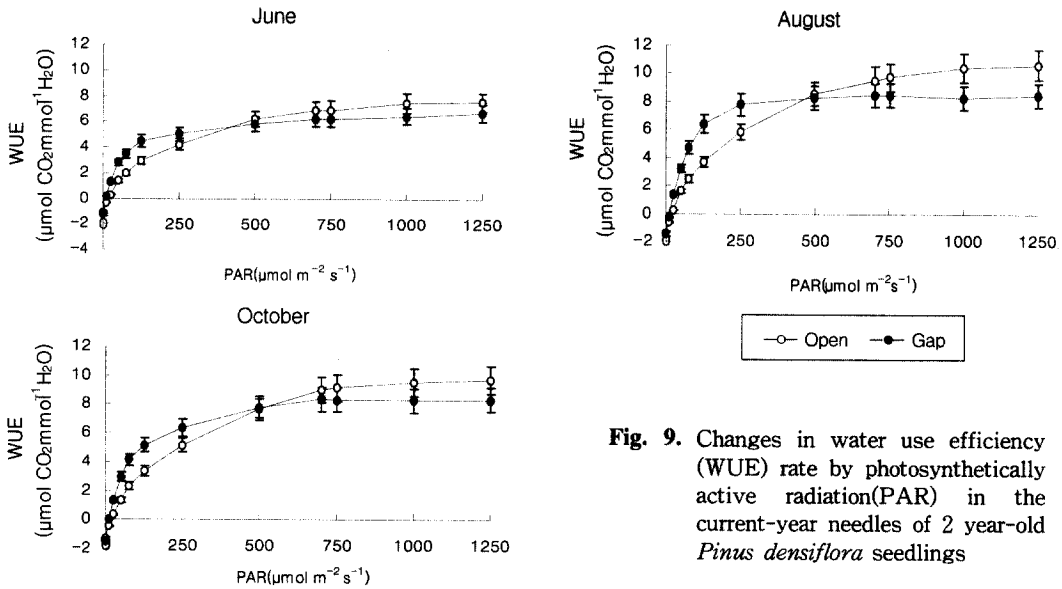 June
12
10
8
6
4
2
0
−2
−4
WUE
(μmol CO₂mmol⁻¹H₂O)
250 500 750 1000 1250
PAR(μmol m⁻² s⁻¹)
August
12
10
8
6
4
2
0
−2
WUE
(μmol CO₂mmol⁻¹H₂O)
250 500 750 1000 1250
PAR(μmol m⁻²s⁻¹)
Open Gap
October
12
10
8
6
4
2
0
−2
WUE
(μmol CO₂mmol⁻¹H₂O)
250 500 750 1000 1250
PAR(μmol m⁻² s⁻¹)
Fig. 9. Changes in water use efficiency
(WUE) rate by photosynthetically
active radiation(PAR) in the
current-year needles of 2 year-old
Pinus densiflora seedlings